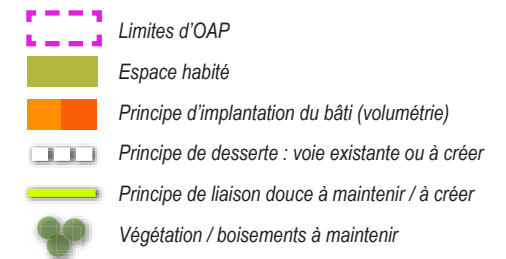 Limites d'OAP
Espace habité
Principe d'implantation du bâti (volumétrie)
Principe de desserte : voie existante ou à créer
Principe de liaison douce à maintenir / à créer
Végétation / boisements à maintenir